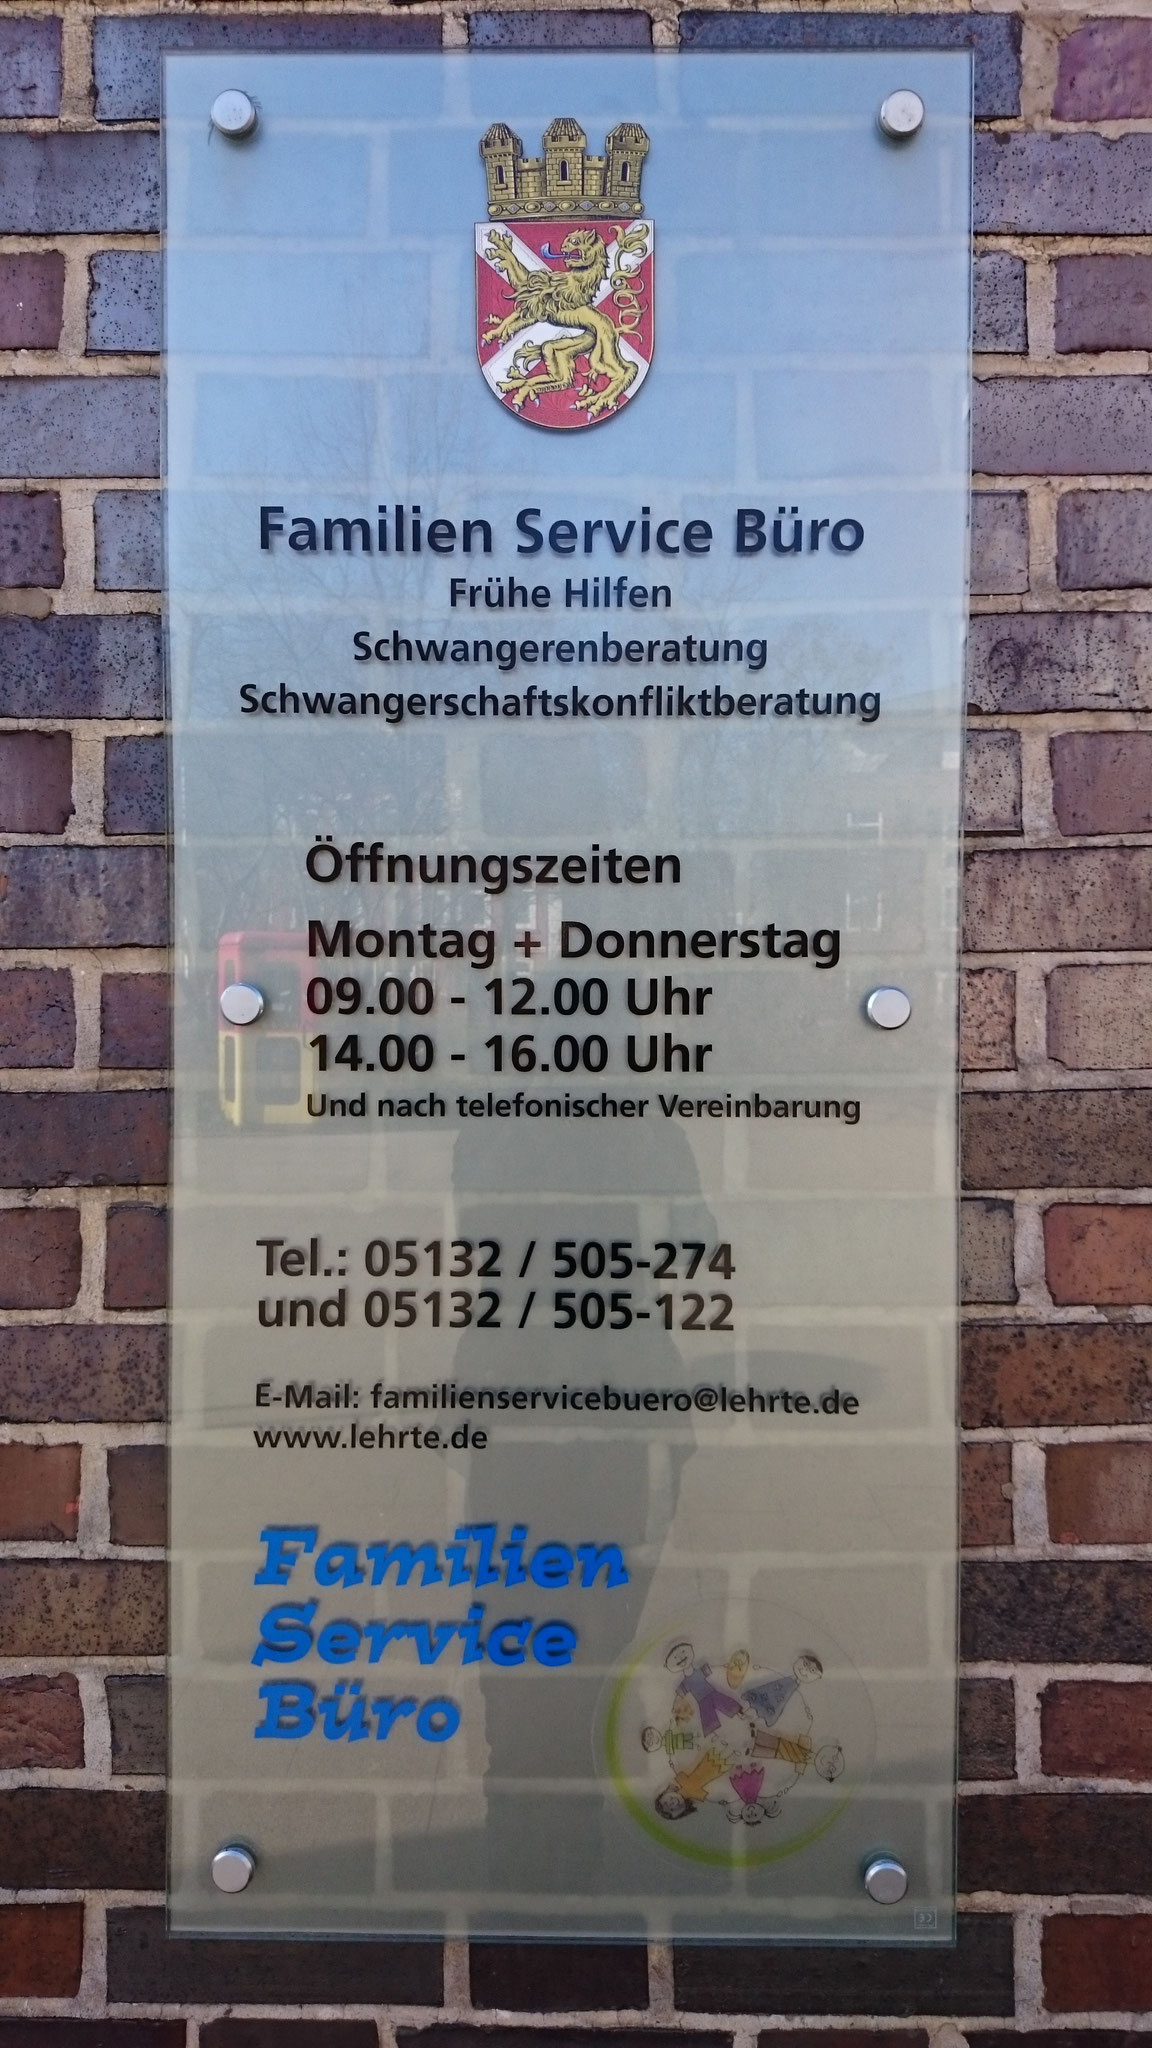 Familien Service Büro
Frühe Hilfen
Schwangerenberatung
Schwangerschaftskonfliktberatung
Öffnungszeiten
Montag + Donnerstag
09.00 - 12.00 Uhr
14.00 - 16.00 Uhr
Und nach telefonischer Vereinbarung
Tel.: 05132 / 505-274
und 05132 / 505-122
E-Mail: familienservicebuero@lehrte.de
www.lehrte.de
Familien
Service
Büro